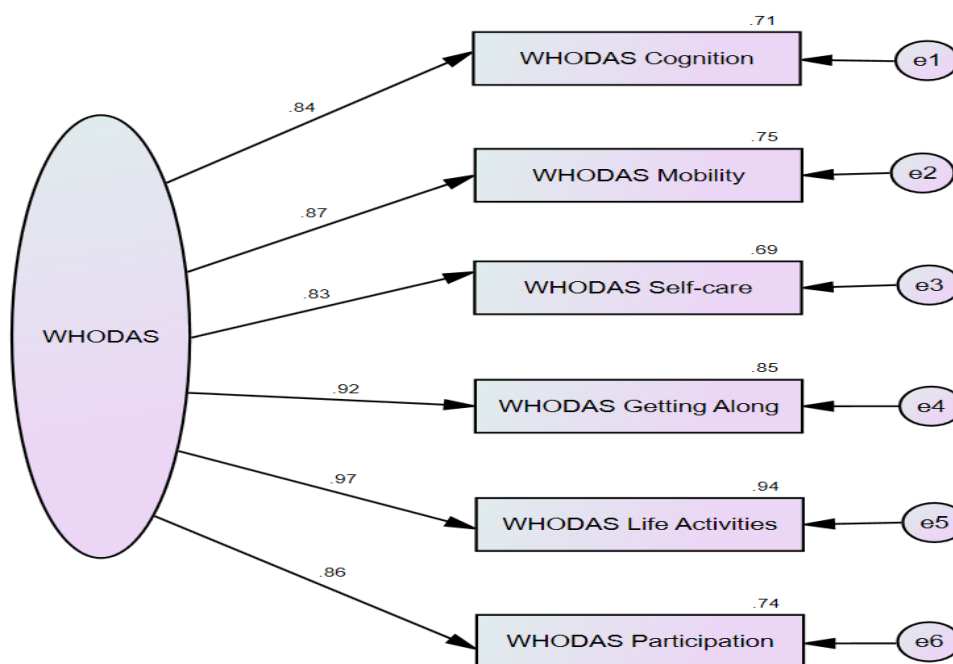 .71
WHODAS Cognition
e1
.84
.75
WHODAS Mobility
e2
.87
.69
WHODAS Self-care
e3
.83
WHODAS
.85
WHODAS Getting Along
e4
.92
.94
WHODAS Life Activities
e5
.97
.74
WHODAS Participation
e6
.86